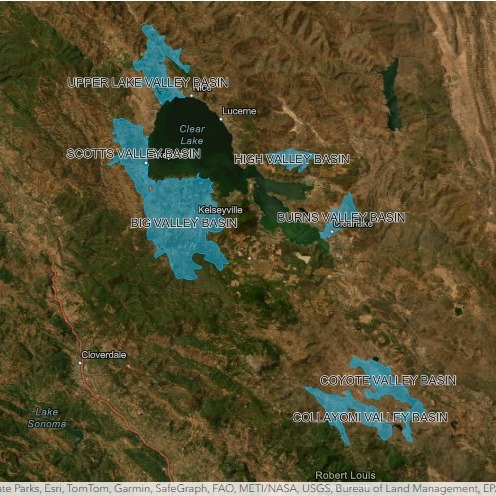 UPPER LAKE VALLEY BASIN
Nice
Lucerne
Clear
Lake
SCOTTS VALLEY BASIN
HIGH VALLEY BASIN
Kelseyville
BIG VALLEY BASIN
BURNS VALLEY BASIN
Clearlake
Cloverdale
COYOTE VALLEY BASIN
Lake
Sonoma
COLLAYOMI VALLEY BASIN
Robert Louis
ate Parks, Esri, TomTom, Garmin, SafeGraph, FAO, METI/NASA, USGS, Bureau of Land Management, EP